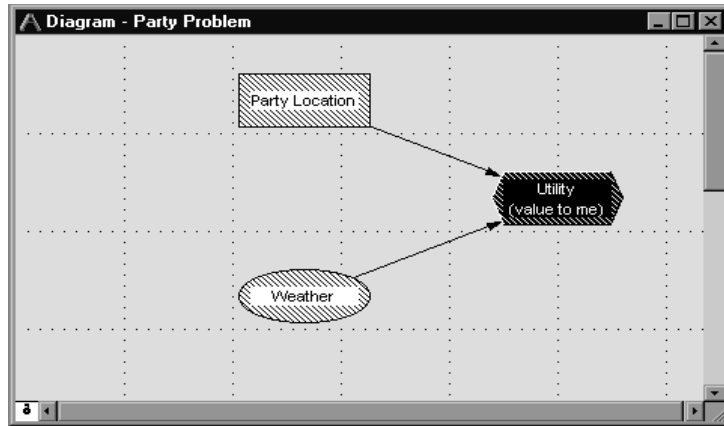 Diagram - Party Problem
Party Location
Utility
(value to me)
Weather